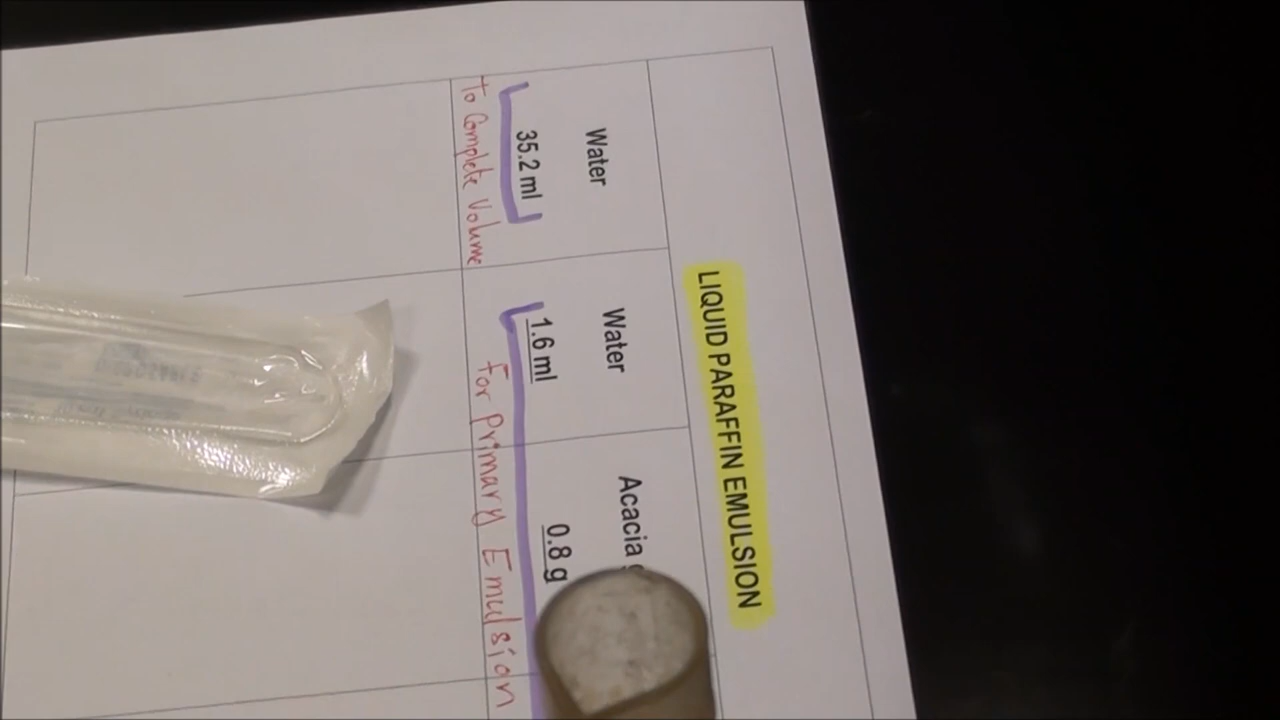 LIQUID PARAFFIN EMULSION
Water
Water
Acacia
35.2 ml
1.6 ml
0.8 g
To Complete Volume
for primary Emulsion